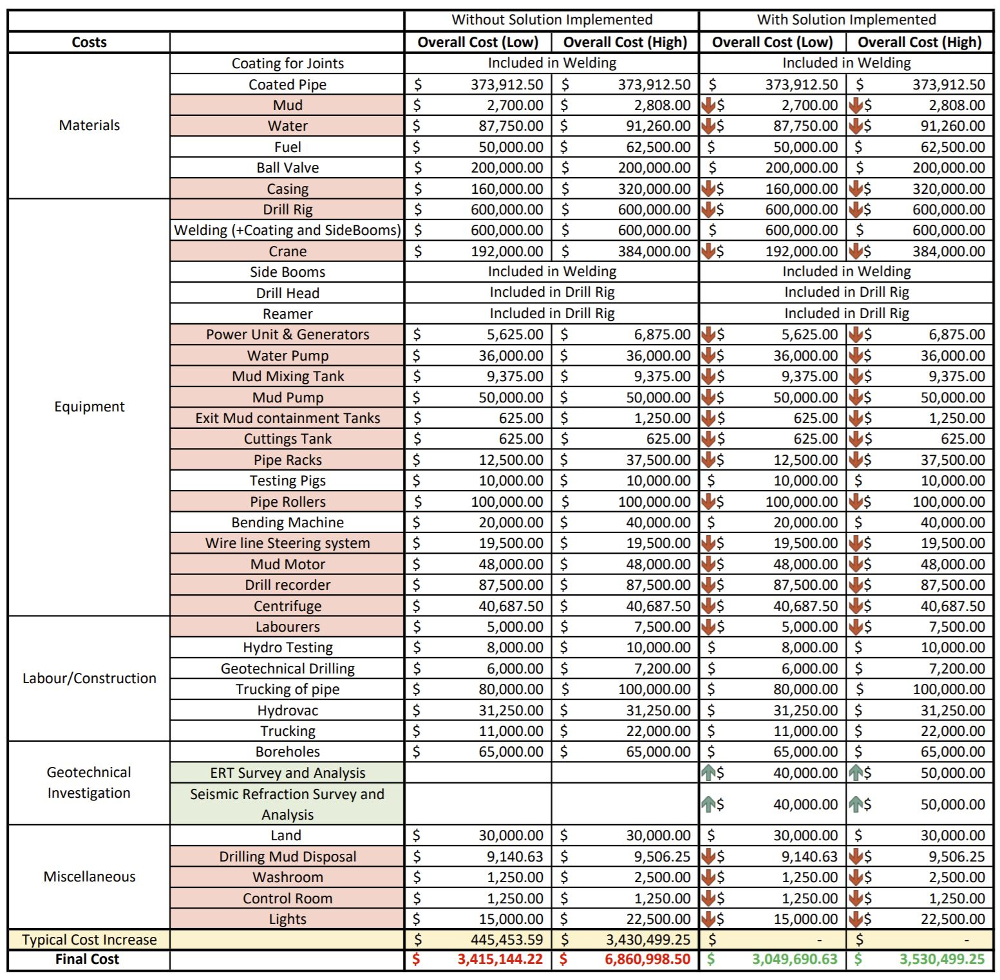 Without Solution Implemented With Solution Implemented
Costs Overall Cost (Low) Overall Cost (High) Overall Cost (Low) Overall Cost (High)
Coating for Joints Included in Welding Included in Welding
Coated Pipe $ 373,912.50 $ 373,912.50 $ 373,912.50 $ 373,912.50
Mud $ 2,700.00 $ 2,808.00 $ 2,700.00 $ 2,808.00
Materials Water $ 87,750.00 $ 91,260.00 $ 87,750.00 $ 91,260.00
Fuel $ 50,000.00 $ 62,500.00 $ 50,000.00 $ 62,500.00
Ball Valve $ 200,000.00 $ 200,000.00 $ 200,000.00 $ 200,000.00
Casing $ 160,000.00 $ 320,000.00 $ 160,000.00 $ 320,000.00
Drill Rig $ 600,000.00 $ 600,000.00 $ 600,000.00 $ 600,000.00
Welding (+Coating and SideBooms) $ 600,000.00 $ 600,000.00 $ 600,000.00 $ 600,000.00
Crane $ 192,000.00 $ 384,000.00 $ 192,000.00 $ 384,000.00
Side Booms Included in Welding Included in Welding
Drill Head Included in Drill Rig Included in Drill Rig
Reamer Included in Drill Rig Included in Drill Rig
Power Unit & Generators $ 5,625.00 $ 6,875.00 $ 5,625.00 $ 6,875.00
Water Pump $ 36,000.00 $ 36,000.00 $ 36,000.00 $ 36,000.00
Mud Mixing Tank $ 9,375.00 $ 9,375.00 $ 9,375.00 $ 9,375.00
Equipment Mud Pump $ 50,000.00 $ 50,000.00 $ 50,000.00 $ 50,000.00
Exit Mud containment Tanks $ 625.00 $ 1,250.00 $ 625.00 $ 1,250.00
Cuttings Tank $ 625.00 $ 625.00 $ 625.00 $ 625.00
Pipe Racks $ 12,500.00 $ 37,500.00 $ 12,500.00 $ 37,500.00
Testing Pigs $ 10,000.00 $ 10,000.00 $ 10,000.00 $ 10,000.00
Pipe Rollers $ 100,000.00 $ 100,000.00 $ 100,000.00 $ 100,000.00
Bending Machine $ 20,000.00 $ 40,000.00 $ 20,000.00 $ 40,000.00
Wire line Steering system $ 19,500.00 $ 19,500.00 $ 19,500.00 $ 19,500.00
Mud Motor $ 48,000.00 $ 48,000.00 $ 48,000.00 $ 48,000.00
Drill recorder $ 87,500.00 $ 87,500.00 $ 87,500.00 $ 87,500.00
Centrifuge $ 40,687.50 $ 40,687.50 $ 40,687.50 $ 40,687.50
Labourers $ 5,000.00 $ 7,500.00 $ 5,000.00 $ 7,500.00
Hydro Testing $ 8,000.00 $ 10,000.00 $ 8,000.00 $ 10,000.00
Geotechnical Drilling $ 6,000.00 $ 7,200.00 $ 6,000.00 $ 7,200.00
Labour/Construction Trucking of pipe $ 80,000.00 $ 100,000.00 $ 80,000.00 $ 100,000.00
Hydrovac $ 31,250.00 $ 31,250.00 $ 31,250.00 $ 31,250.00
Trucking $ 11,000.00 $ 22,000.00 $ 11,000.00 $ 22,000.00
Boreholes $ 65,000.00 $ 65,000.00 $ 65,000.00 $ 65,000.00
Geotechnical ERT Survey and Analysis $ 40,000.00 $ 50,000.00
Investigation Seismic Refraction Survey and
Analysis $ 40,000.00 $ 50,000.00
Land $ 30,000.00 $ 30,000.00 $ 30,000.00 $ 30,000.00
Drilling Mud Disposal $ 9,140.63 $ 9,506.25 $ 9,140.63 $ 9,506.25
Miscellaneous Washroom $ 1,250.00 $ 2,500.00 $ 1,250.00 $ 2,500.00
Control Room $ 1,250.00 $ 1,250.00 $ 1,250.00 $ 1,250.00
Lights $ 15,000.00 $ 22,500.00 $ 15,000.00 $ 22,500.00
Typical Cost Increase $ 445,453.59 $ 3,430,499.25 $ - $ -
Final Cost $ 3,415,144.22 $ 6,860,998.50 $ 3,049,690.63 $ 3,530,499.25